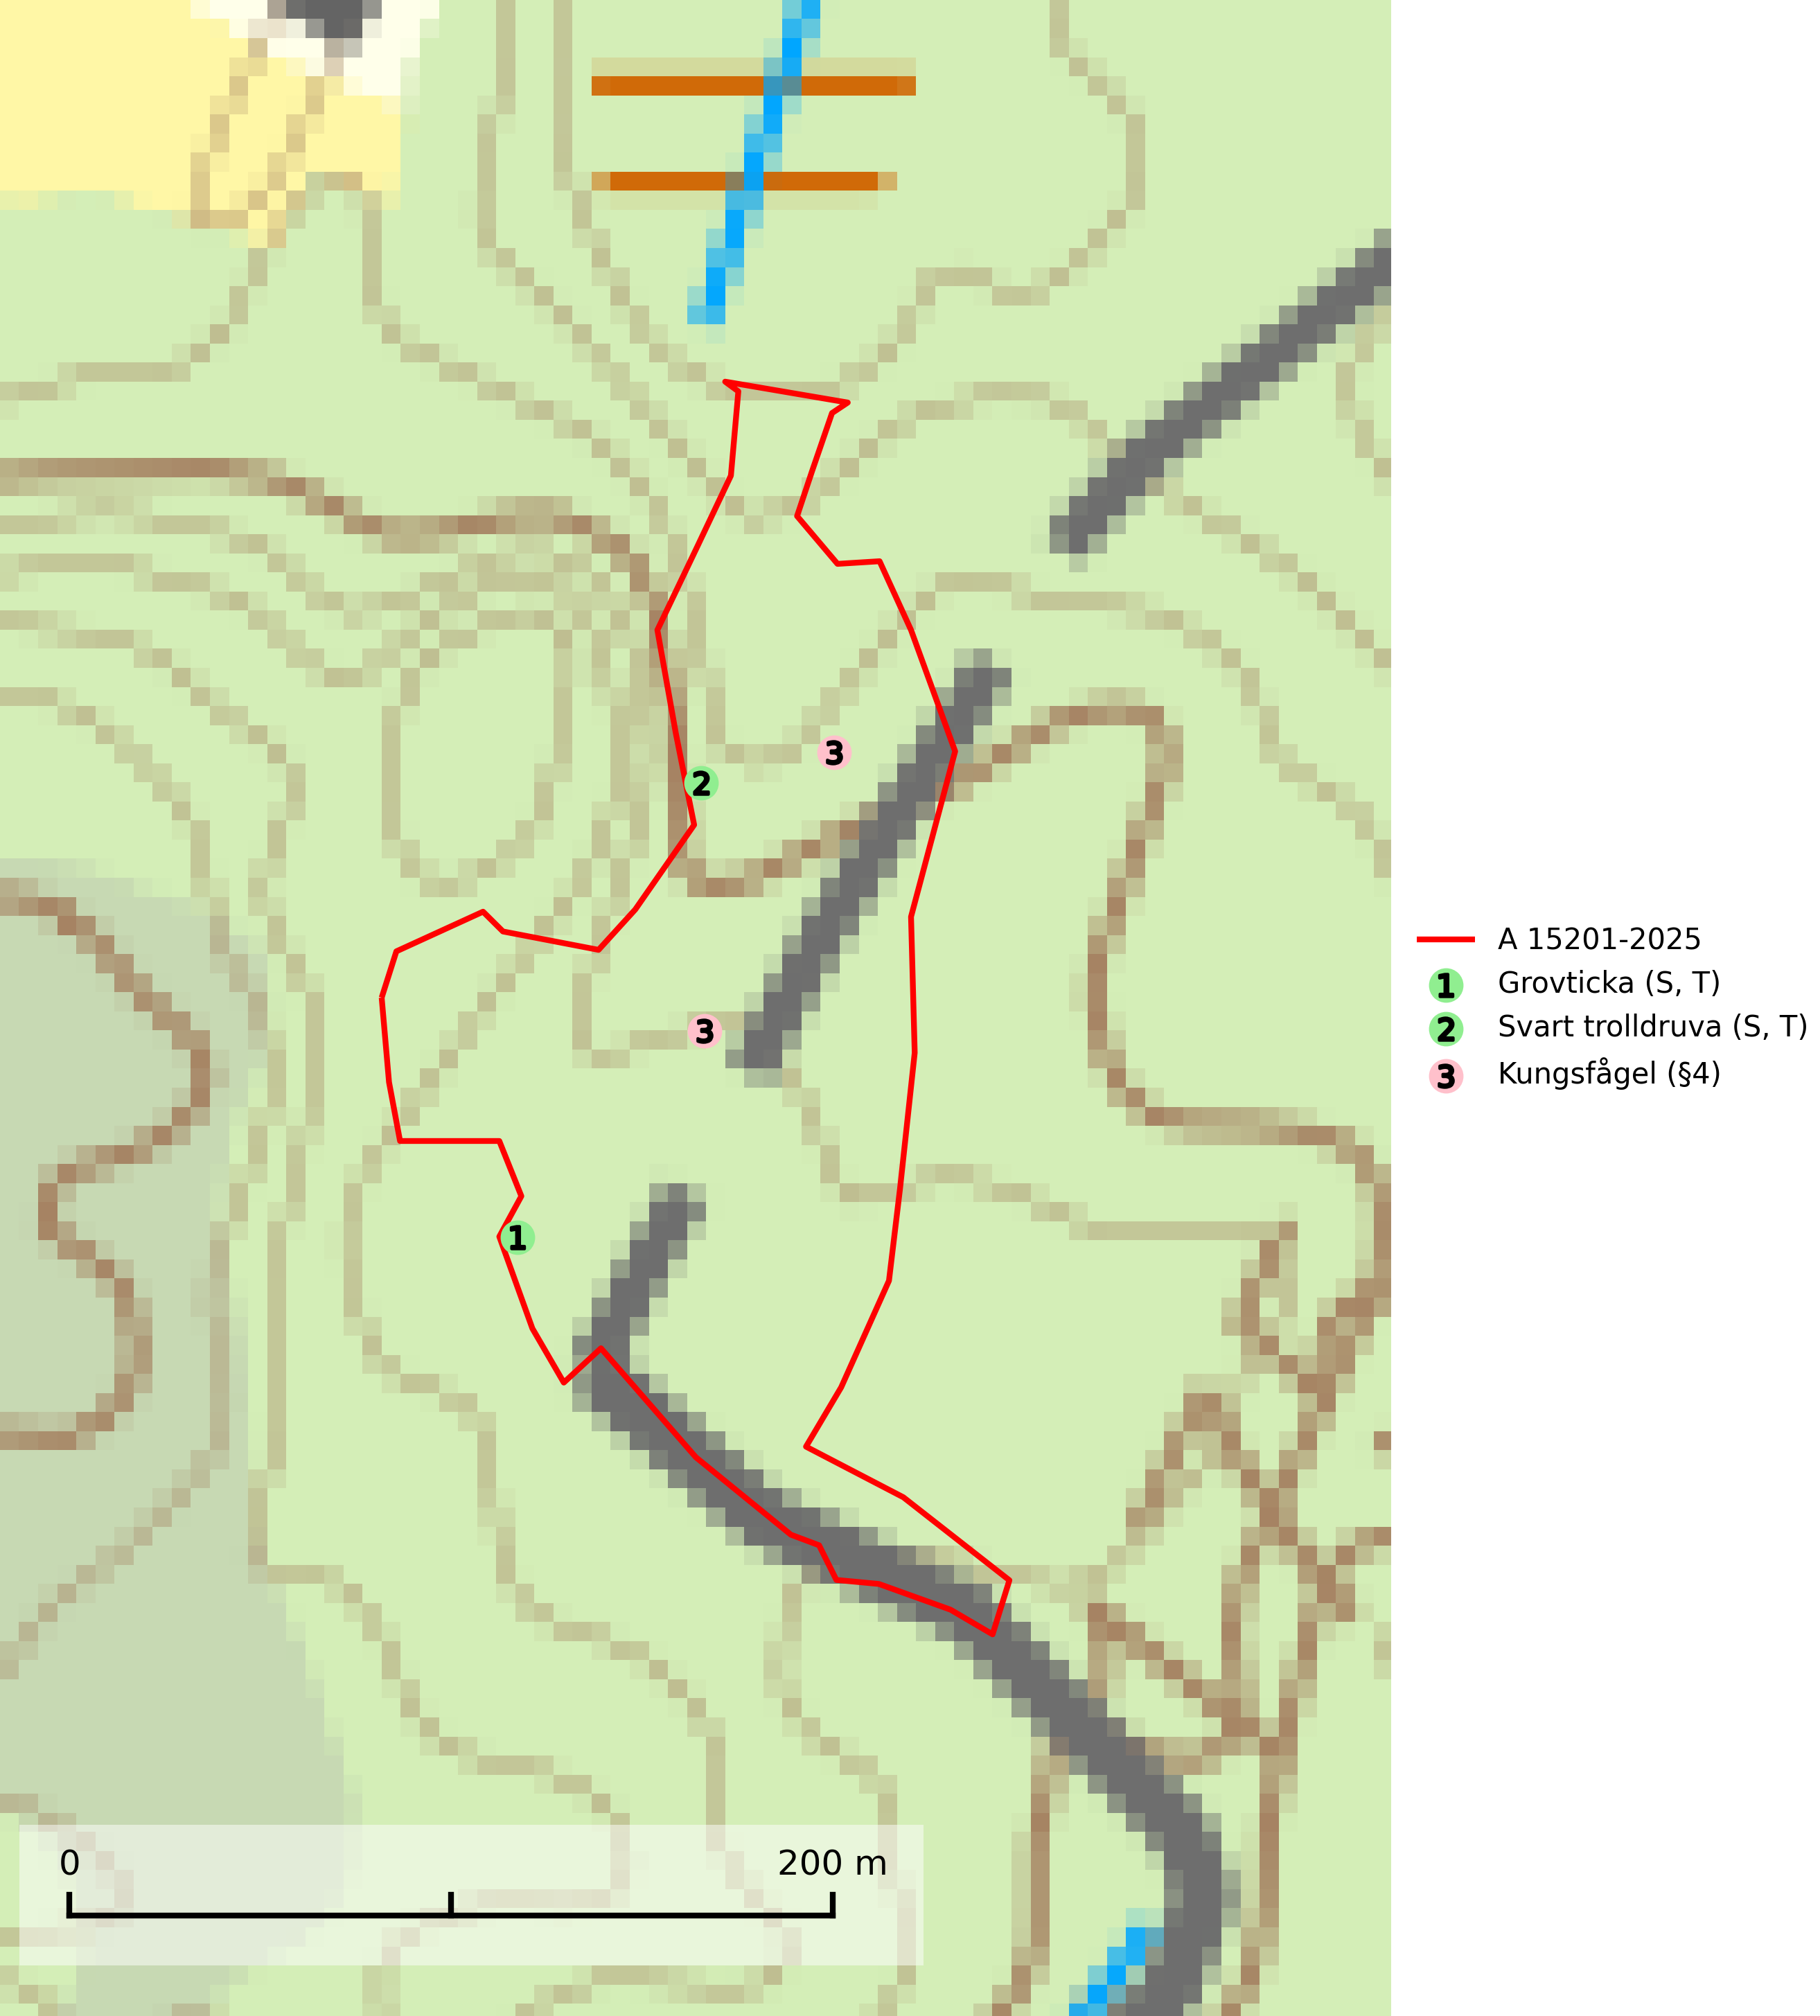 3
2
3
1
A 15201-2025
1 Grovticka (S, T)
2 Svart trolldruva (S, T)
3 Kungsfågel (§4)
0 200 m